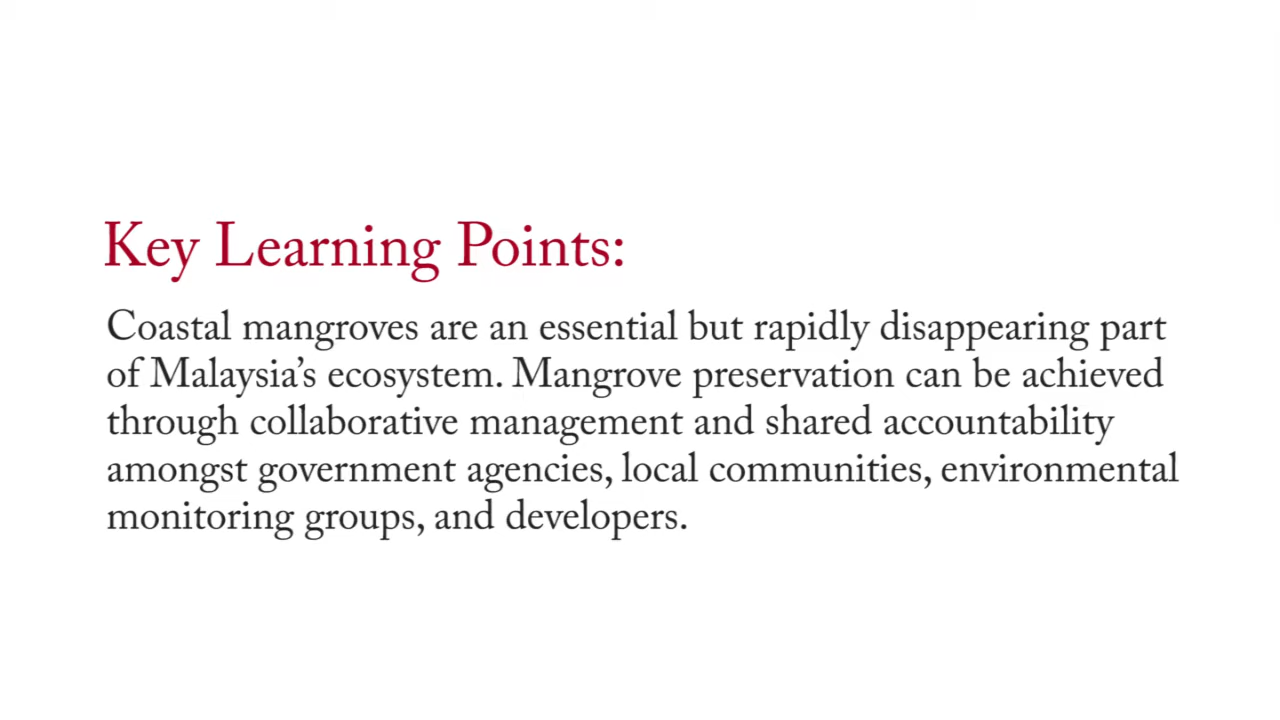 Key Learning Points:
Coastal mangroves are an essential but rapidly disappearing part
of Malaysia’s ecosystem. Mangrove preservation can be achieved
through collaborative management and shared accountability
amongst government agencies, local communities, environmental
monitoring groups, and developers.